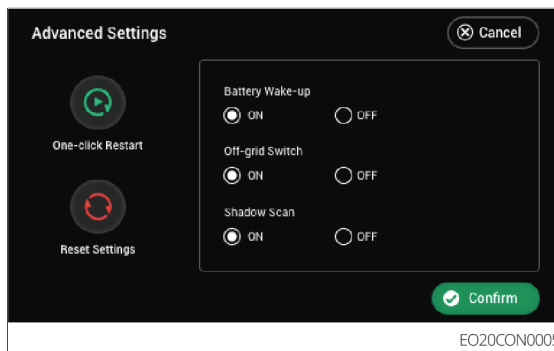 Advanced Settings
Cancel
One-click Restart
Reset Settings
Battery Wake-up
ON OFF
Off-grid Switch
ON OFF
Shadow Scan
ON OFF
Confirm
EO20CON0005